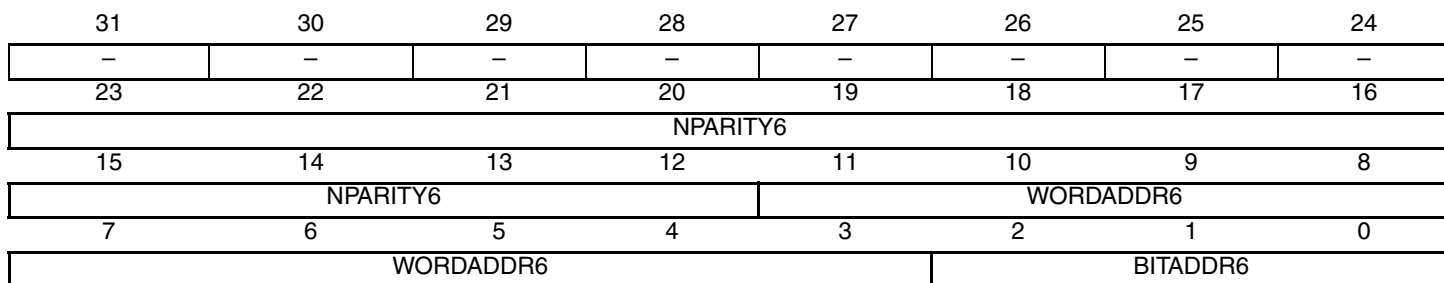 31 30 29 28 27 26 25 24
– – – – – – – –
23 22 21 20 19 18 17 16
NPARITY6
15 14 13 12 11 10 9 8
NPARITY6 WORDADDR6
7 6 5 4 3 2 1 0
WORDADDR6 BITADDR6